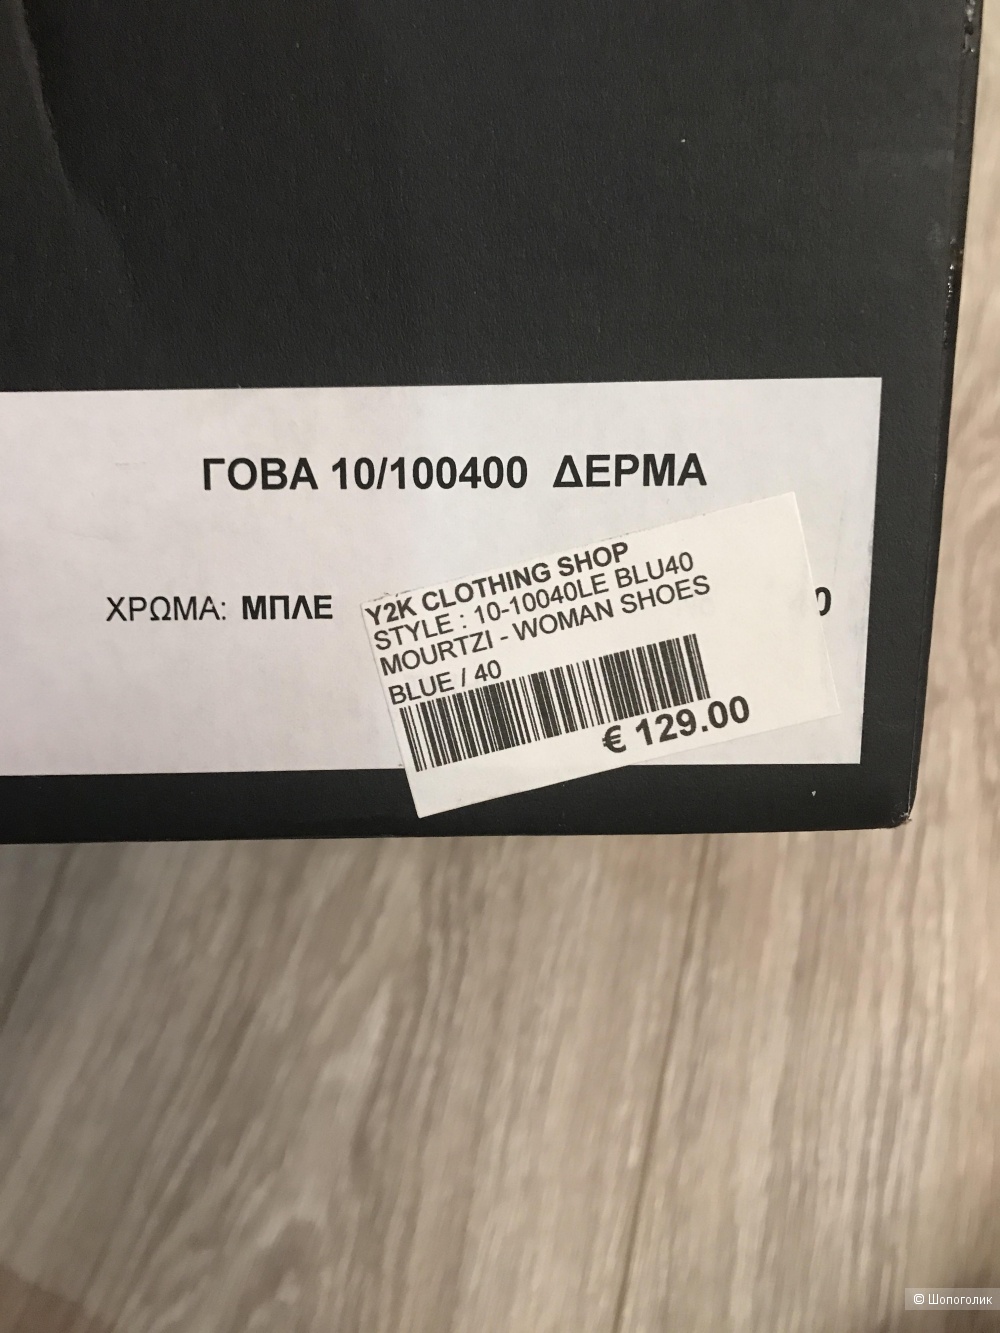 ΓΟΒΑ 10/100400 ΔΕΡΜΑ
ΧΡΩΜΑ: ΜΠΛΕ
Y2K CLOTHING SHOP
STYLE : 10-10040LE BLU40
MOURTZI - WOMAN SHOES
BLUE / 40
€ 129.00
© Шопоголик